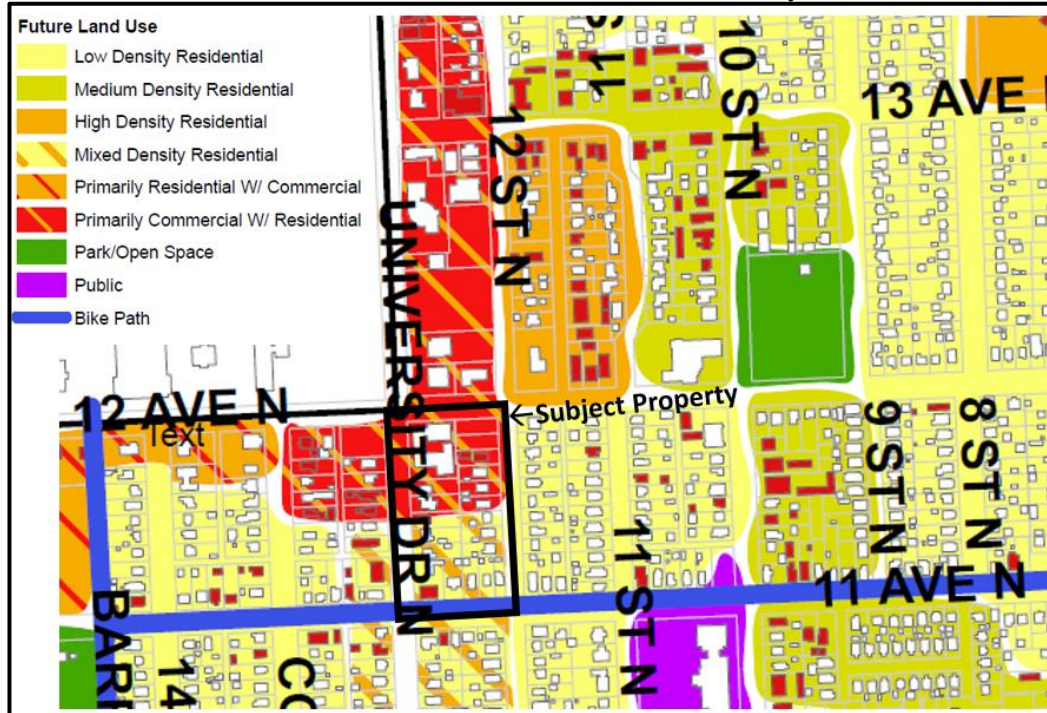 Future Land Use
Low Density Residential
Medium Density Residential
High Density Residential
Mixed Density Residential
Primarily Residential W/ Commercial
Primarily Commercial W/ Residential
Park/Open Space
Public
Bike Path
10 ST N
13 AVE N
12 ST N
UNIVERSITY DR N
←Subject Property
12 AVE N
Text
9 ST N
8 ST N
11 ST N
11 AVE N
14